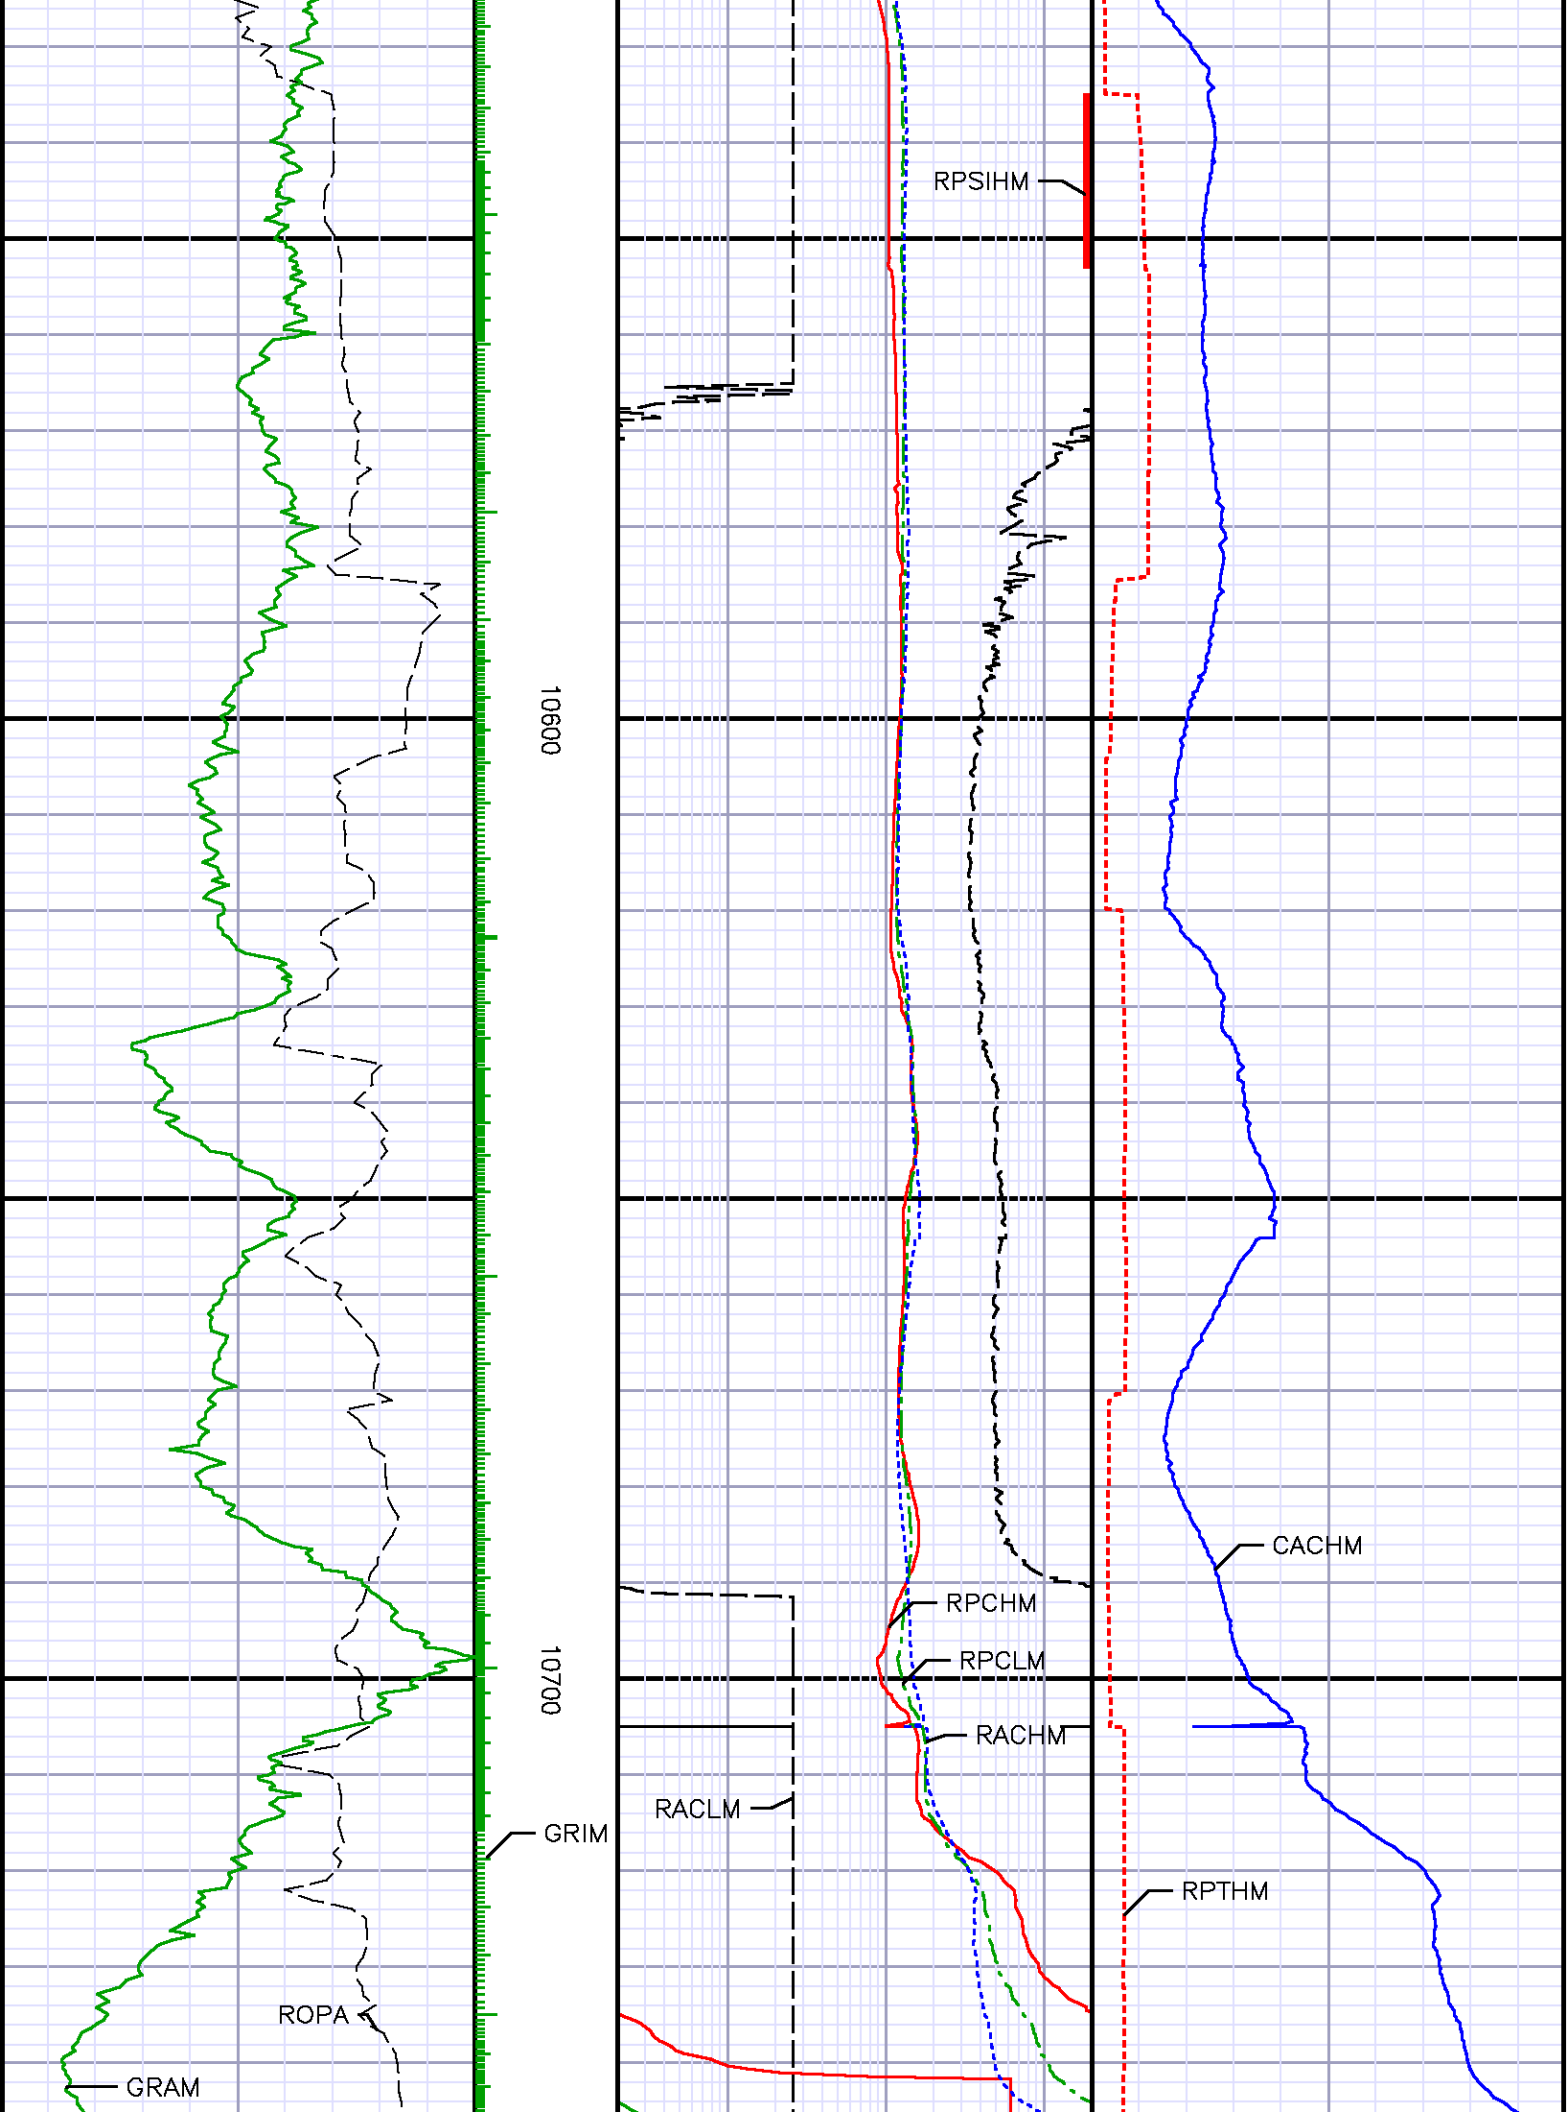 RPSIHM
10600
CACHM
RPCHM
RPCLM
10700
RACHM
RACLM
GRIM
RPTHM
ROPA
GRAM